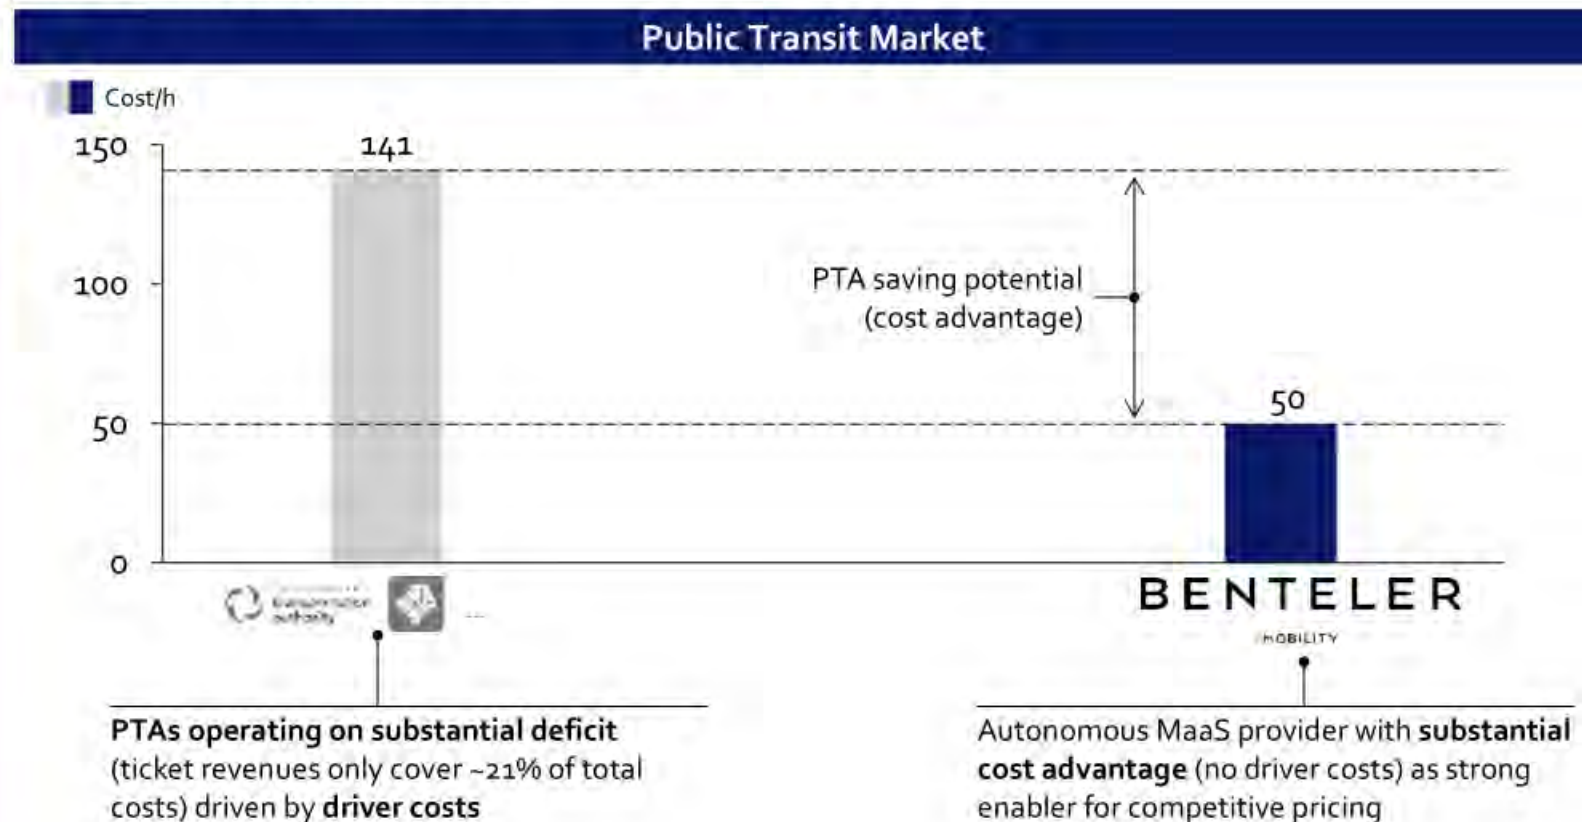 Public Transit Market
Cost/h
150
141
100
PTA saving potential
(cost advantage)
50
50
0
authority
...
BENTELER
MOBILITY
PTAs operating on substantial deficit
(ticket revenues only cover ~21% of total
costs) driven by driver costs
Autonomous MaaS provider with substantial
cost advantage (no driver costs) as strong
enabler for competitive pricing